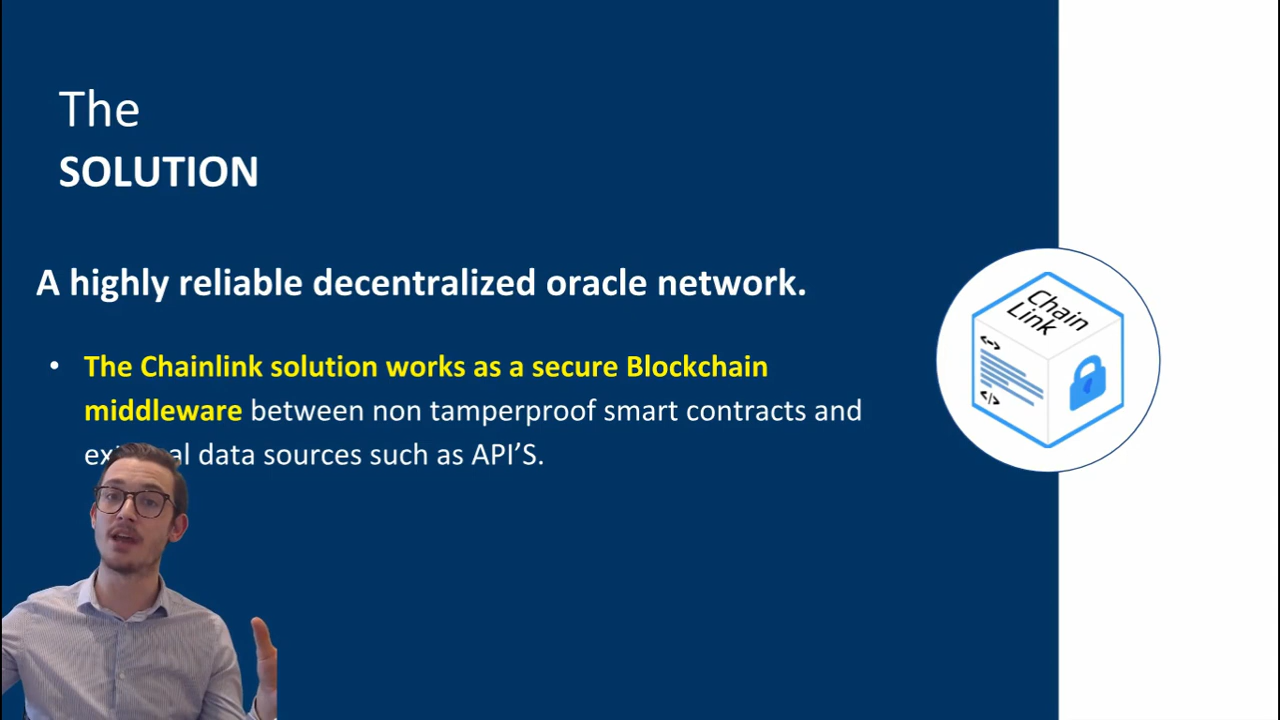 The
SOLUTION
A highly reliable decentralized oracle network.
• The Chainlink solution works as a secure Blockchain
middleware between non tamperproof smart contracts and
data sources such as API’S.
Chain
Link
<->
</>